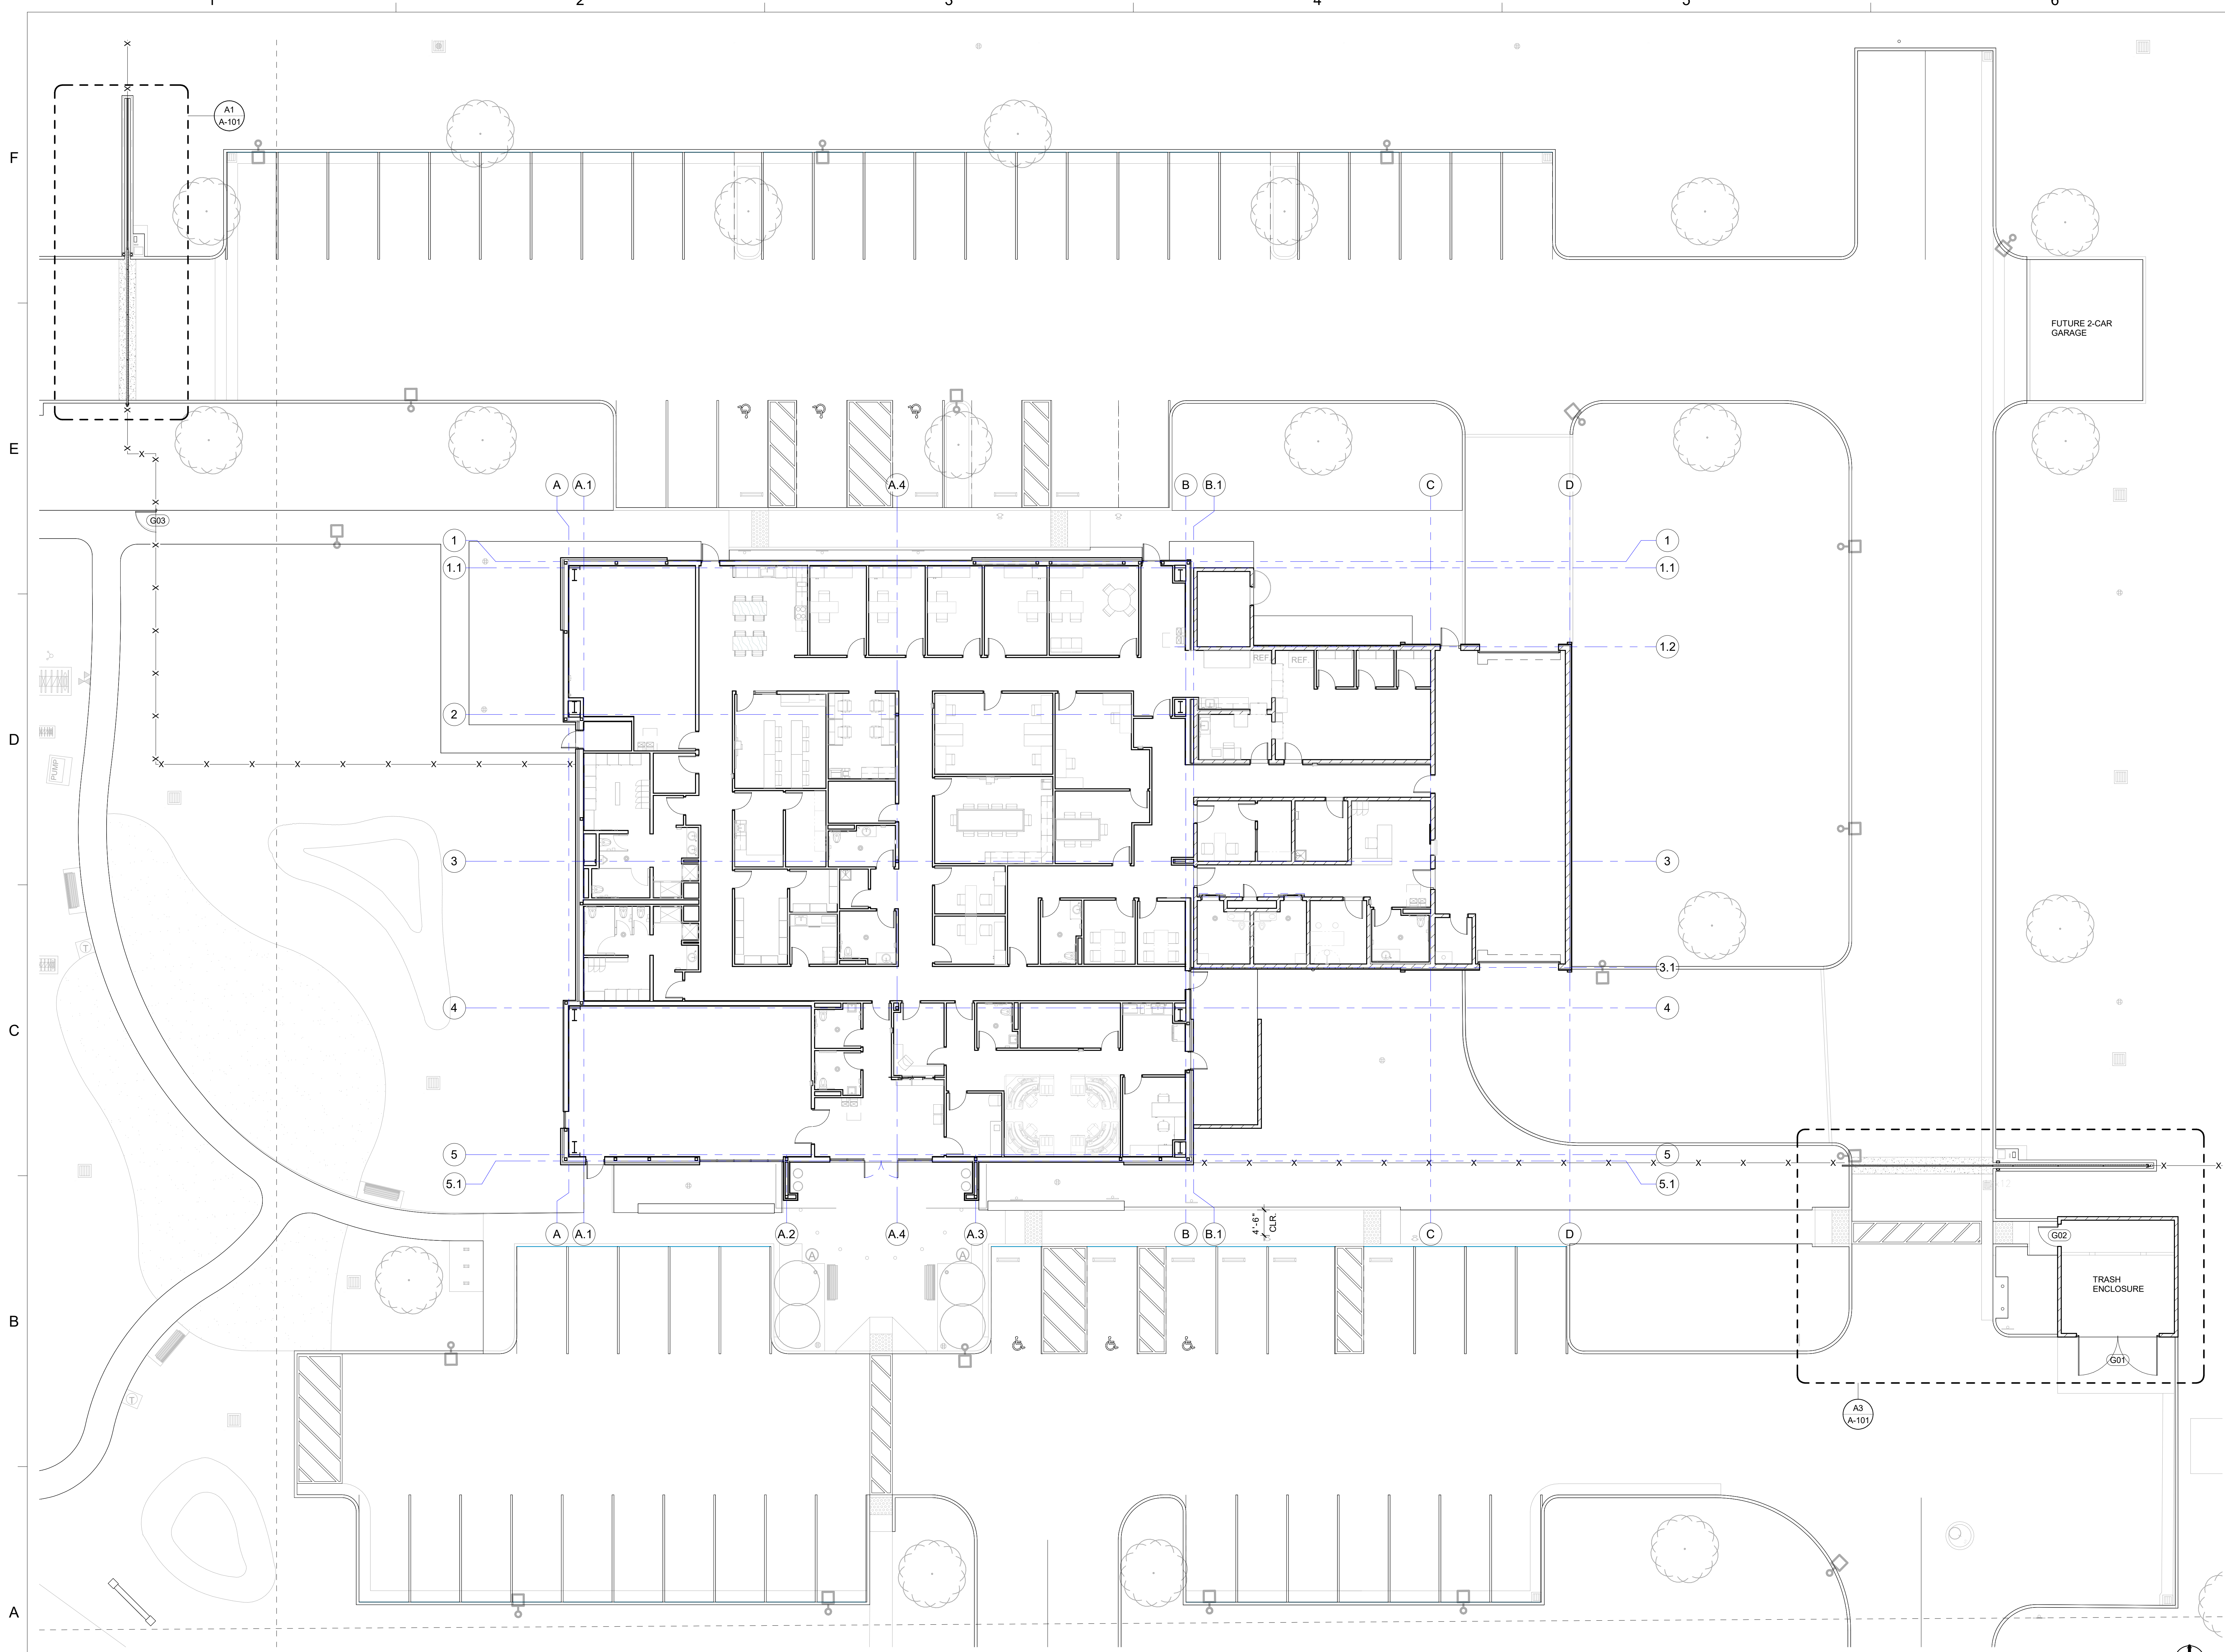 1 2 3 4 5 6
A1
A-101
F
FUTURE 2-CAR
GARAGE
E
A A.1 A.4 B B.1 C D
G03
1 1
1.1 1.1
REF. REF.
1.2
2
D
PUMP
3 3
T
3.1
4 4
C
5 5
5.1 5.1
4'-6"
CLR.
A A.1 A.2 A.4 A.3 B B.1 C D
G02
A A
TRASH
ENCLOSURE
B
G01
T
A3
A-101
A
X X X X X X X X X X X X X
X X X X X X X X X X
X X X X X X X X X X X X X X X X X